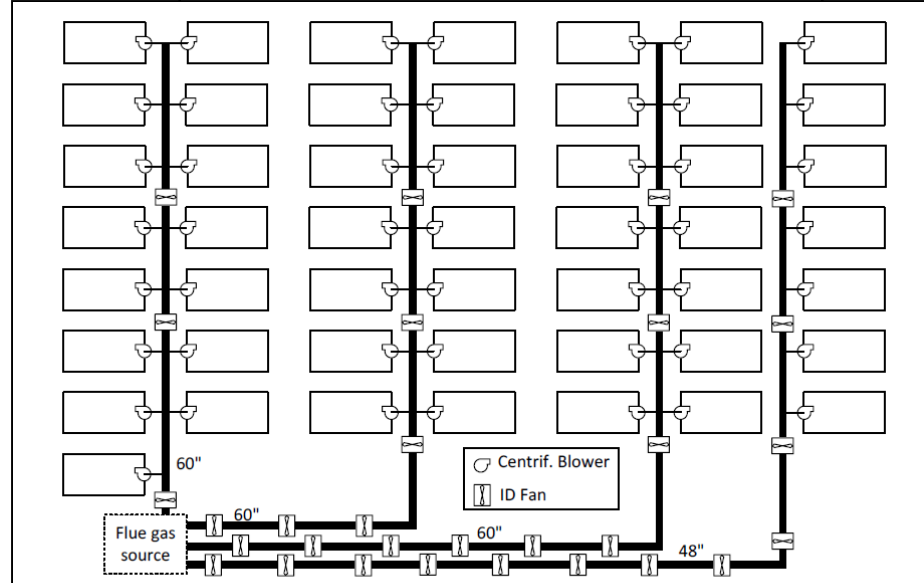 60"
Centrif. Blower
ID Fan
60"
60"
48"
Flue gas
source